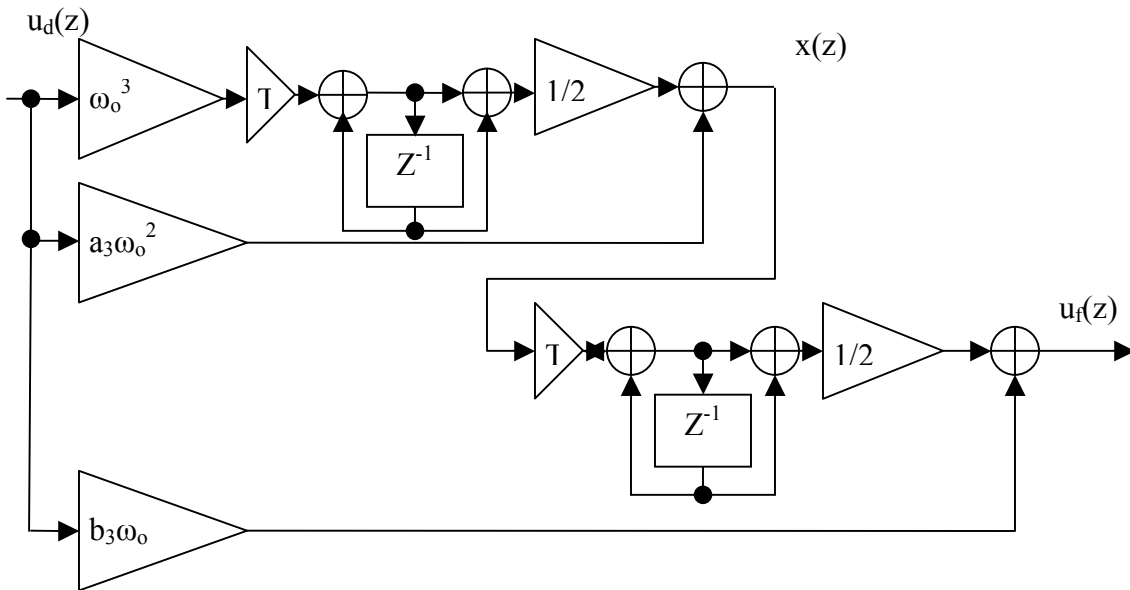 u_d(z)
x(z)
ω_o^3
T
1/2
Z^-1
a_3ω_o^2
u_f(z)
T
1/2
Z^-1
b_3ω_o